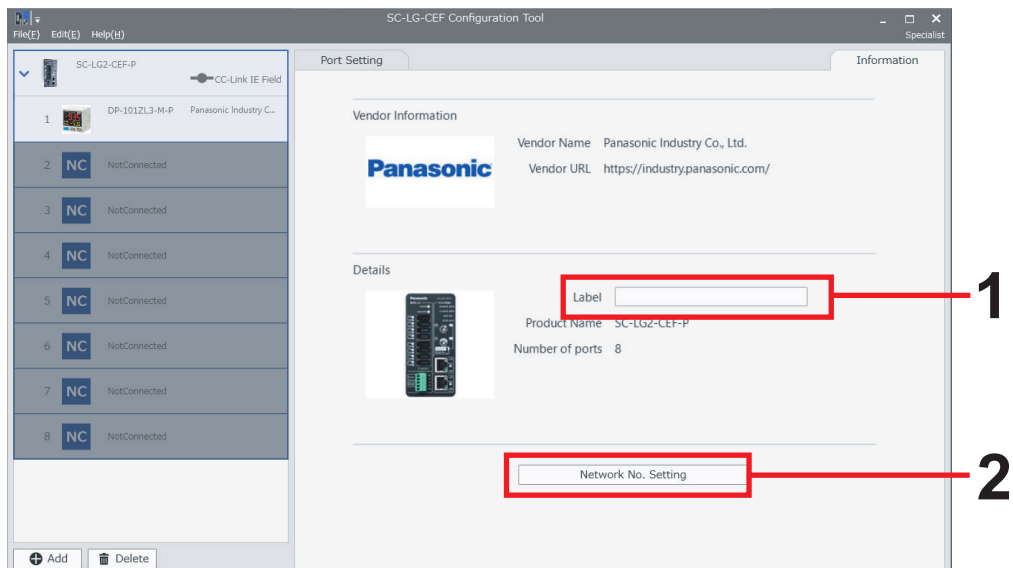 SC-LG-CEF Configuration Tool
File(F) Edit(E) Help(H)
Specialist
SC-LG2-CEF-P
CC-Link IE Field
1 DP-101ZL3-M-P Panasonic Industry C...
2 NC NotConnected
3 NC NotConnected
4 NC NotConnected
5 NC NotConnected
6 NC NotConnected
7 NC NotConnected
8 NC NotConnected
Add Delete
Port Setting
Information
Vendor Information
Panasonic
Vendor Name Panasonic Industry Co., Ltd.
Vendor URL https://industry.panasonic.com/
Details
Label
Product Name SC-LG2-CEF-P
Number of ports 8
Network No. Setting
1
2